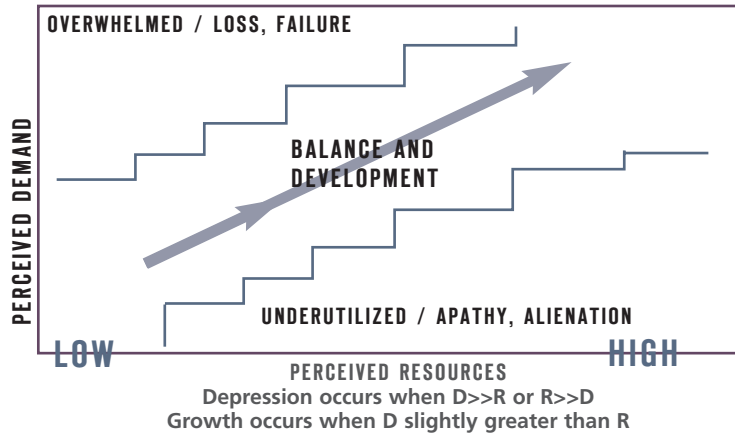 OVERWHELMED / LOSS, FAILURE
PERCEIVED DEMAND
BALANCE AND
DEVELOPMENT
UNDERUTILIZED / APATHY, ALIENATION
LOW
HIGH
PERCEIVED RESOURCES
Depression occurs when D>>R or R>>D
Growth occurs when D slightly greater than R